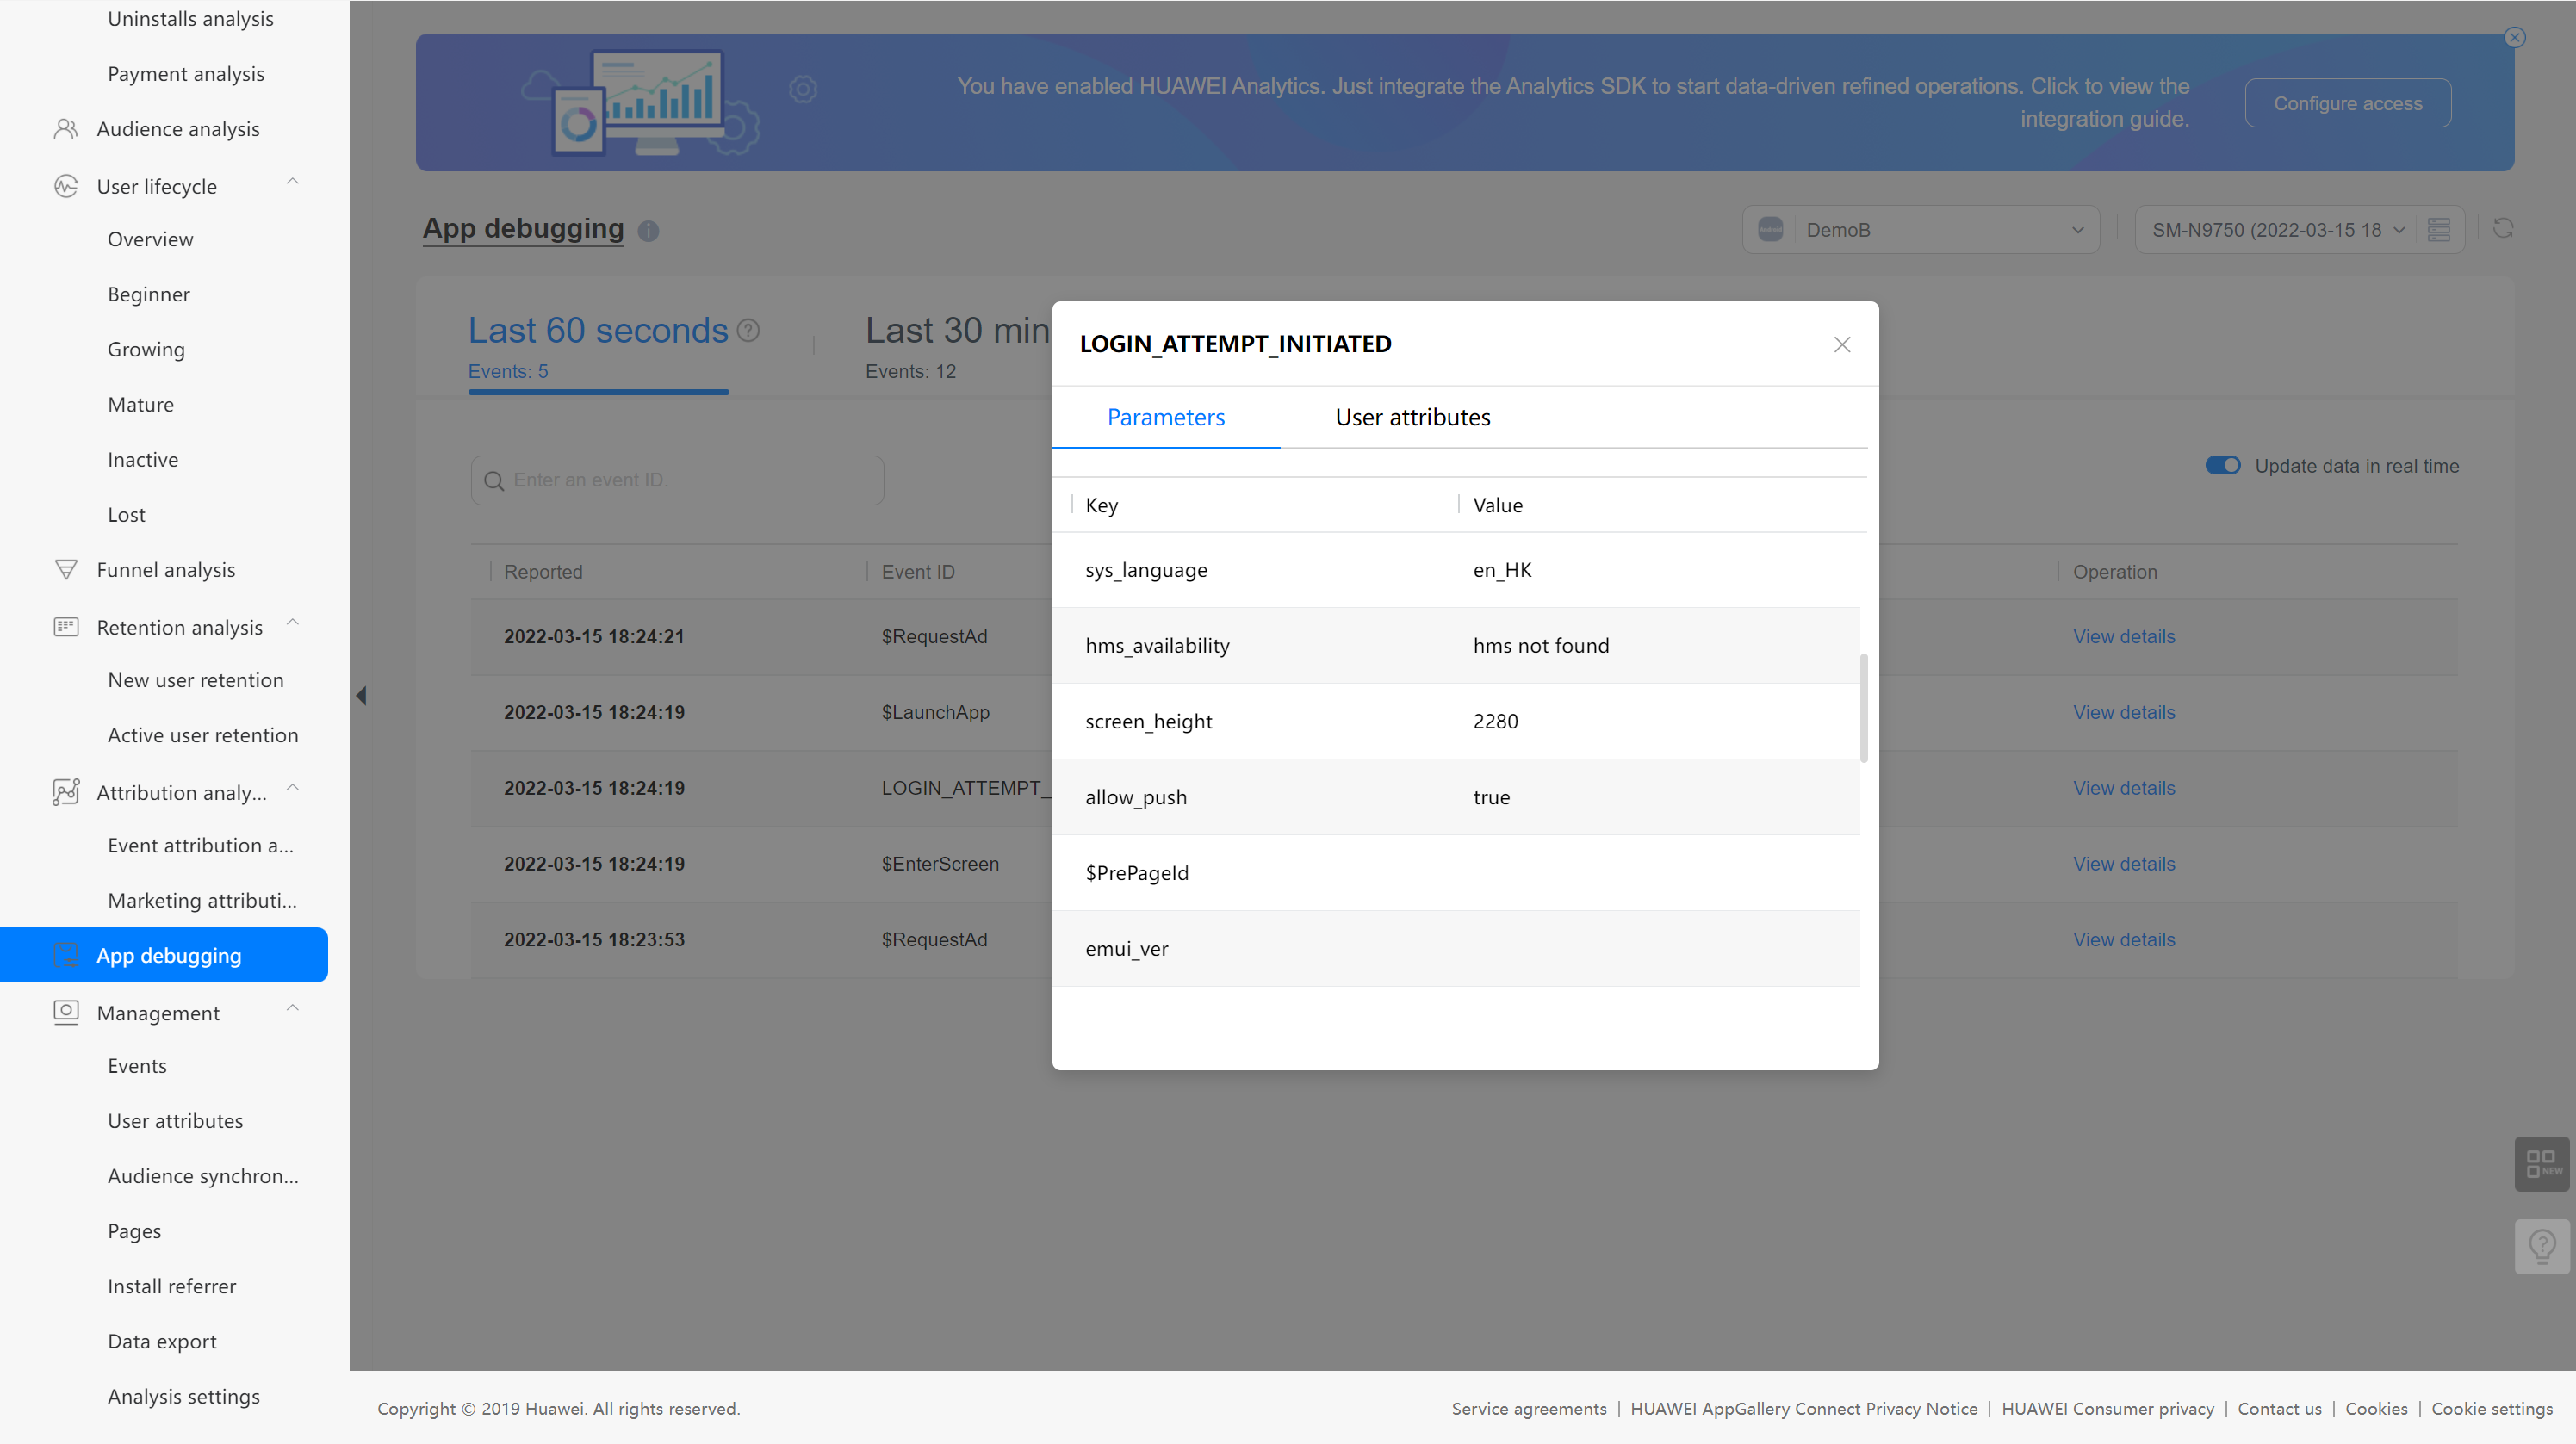 Uninstalls analysis
Payment analysis
Audience analysis
User lifecycle
Overview
Beginner
Growing
Mature
Inactive
Lost
Funnel analysis
Retention analysis
New user retention
Active user retention
Attribution analy...
Event attribution a...
Marketing attributi...
App debugging
Management
Events
User attributes
Audience synchron...
Pages
Install referrer
Data export
Analysis settings
You have enabled HUAWEI Analytics. Just integrate the Analytics SDK to start data-driven refined operations. Click to view the
integration guide.
Configure access
App debugging
DemoB
SM-N9750 (2022-03-15 18
Last 60 seconds
Events: 5
Last 30 min
Events: 12
Enter an event ID.
Update data in real time
Reported Event ID Operation
2022-03-15 18:24:21 $RequestAd View details
2022-03-15 18:24:19 $LaunchApp View details
2022-03-15 18:24:19 LOGIN_ATTEMPT_ View details
2022-03-15 18:24:19 $EnterScreen View details
2022-03-15 18:23:53 $RequestAd View details
LOGIN_ATTEMPT_INITIATED
Parameters User attributes
Key Value
sys_language en_HK
hms_availability hms not found
screen_height 2280
allow_push true
$PrePageId
emui_ver
NEW
Copyright © 2019 Huawei. All rights reserved.
Service agreements | HUAWEI AppGallery Connect Privacy Notice | HUAWEI Consumer privacy | Contact us | Cookies | Cookie settings